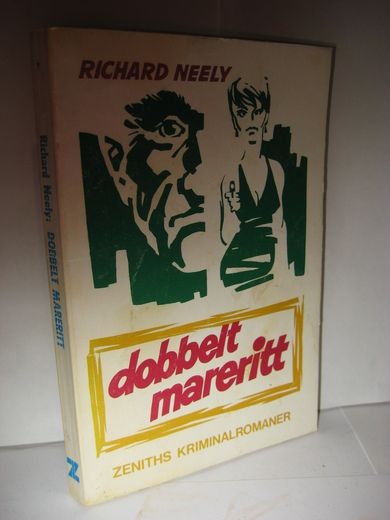 RICHARD NEELY
dobbelt
mareritt
ZENITHS KRIMINALROMANER
Richard Neely: DOBBELT MARERITT
Z